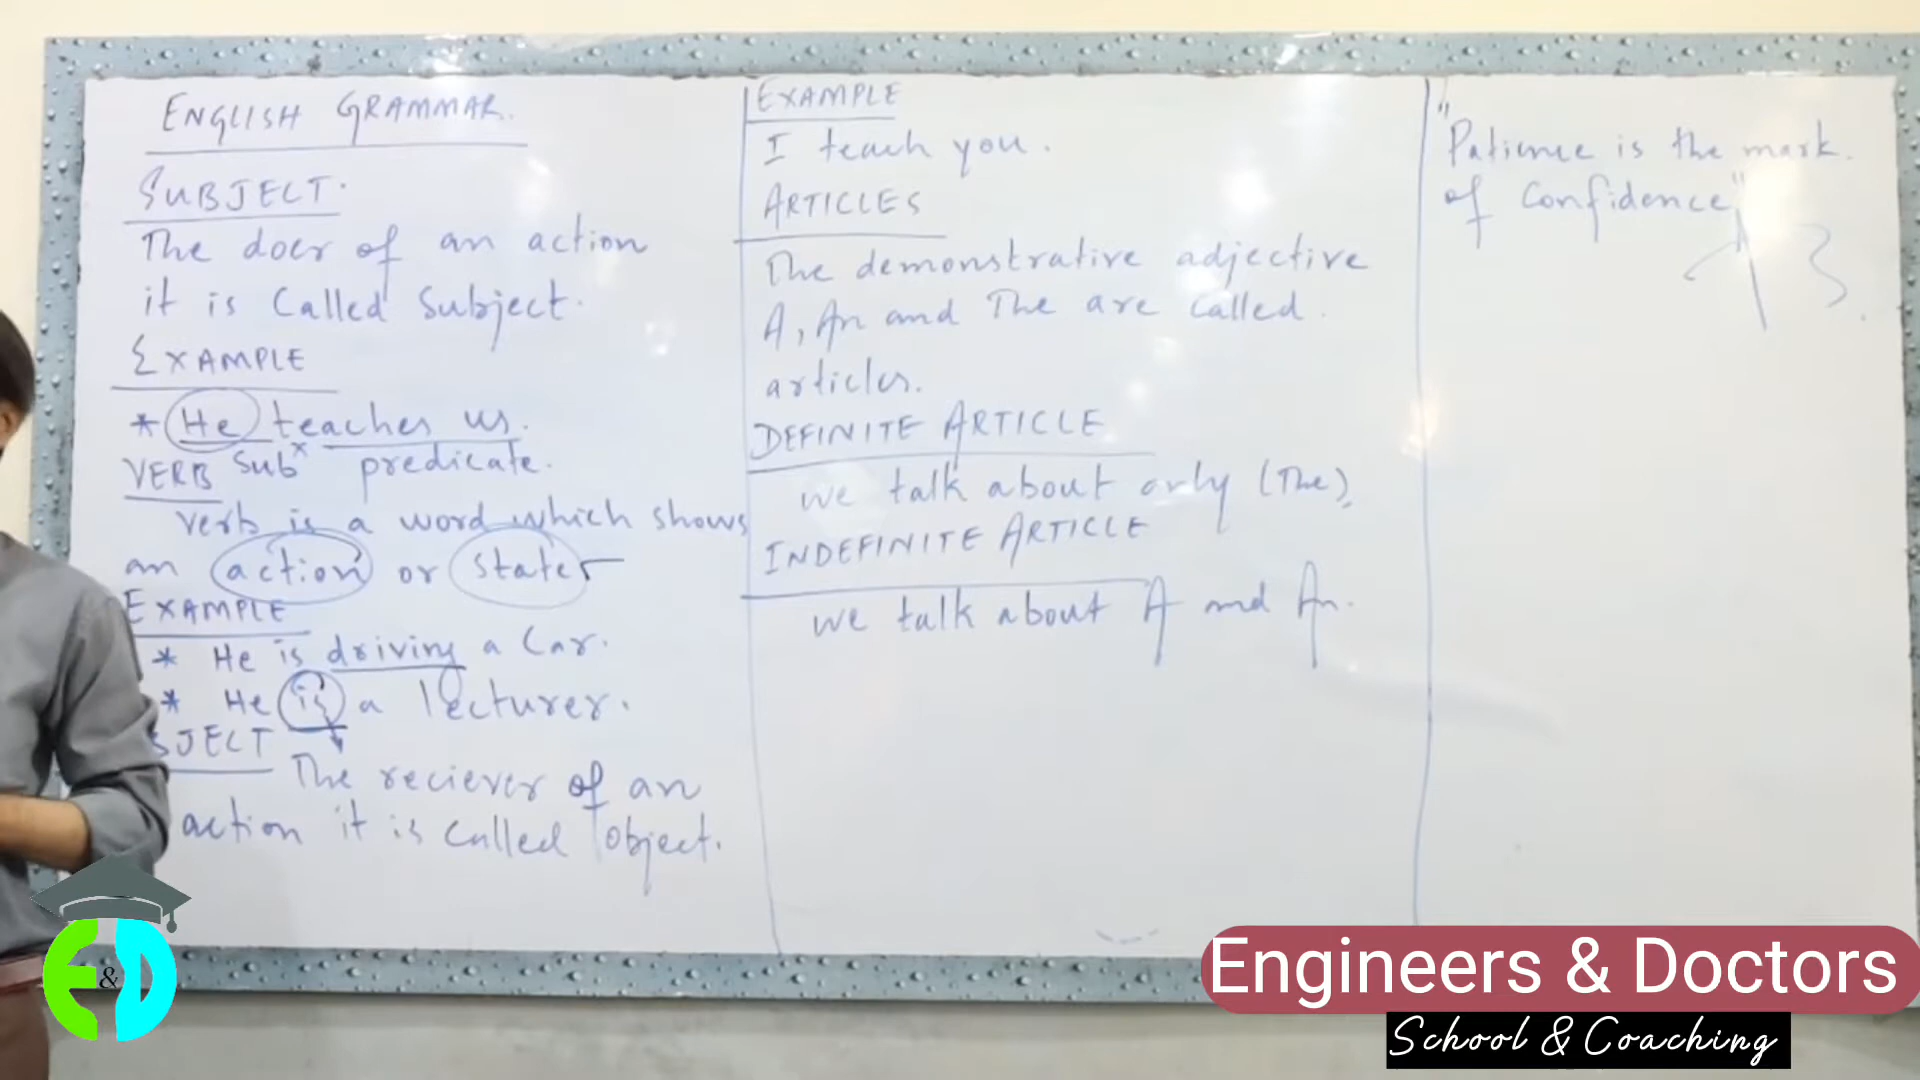 ENGLISH GRAMMAR.
SUBJECT.
The doer of an action
it is Called Subject.
EXAMPLE
* He teaches us.
VERB Sub predicate.
Verb is a word which shows
an action or state
EXAMPLE
* He is driving a Car.
* He is a lecturer.
BJECT
The reciever of an
action it is called object.
EXAMPLE
I teach you.
ARTICLES
The demonstrative adjective
A, An and The are called.
articles.
DEFINITE ARTICLE
we talk about only (The)
INDEFINITE ARTICLE
we talk about A and An.
"Patience is the mark.
of Confidence"
E&D
Engineers & Doctors
School & Coaching